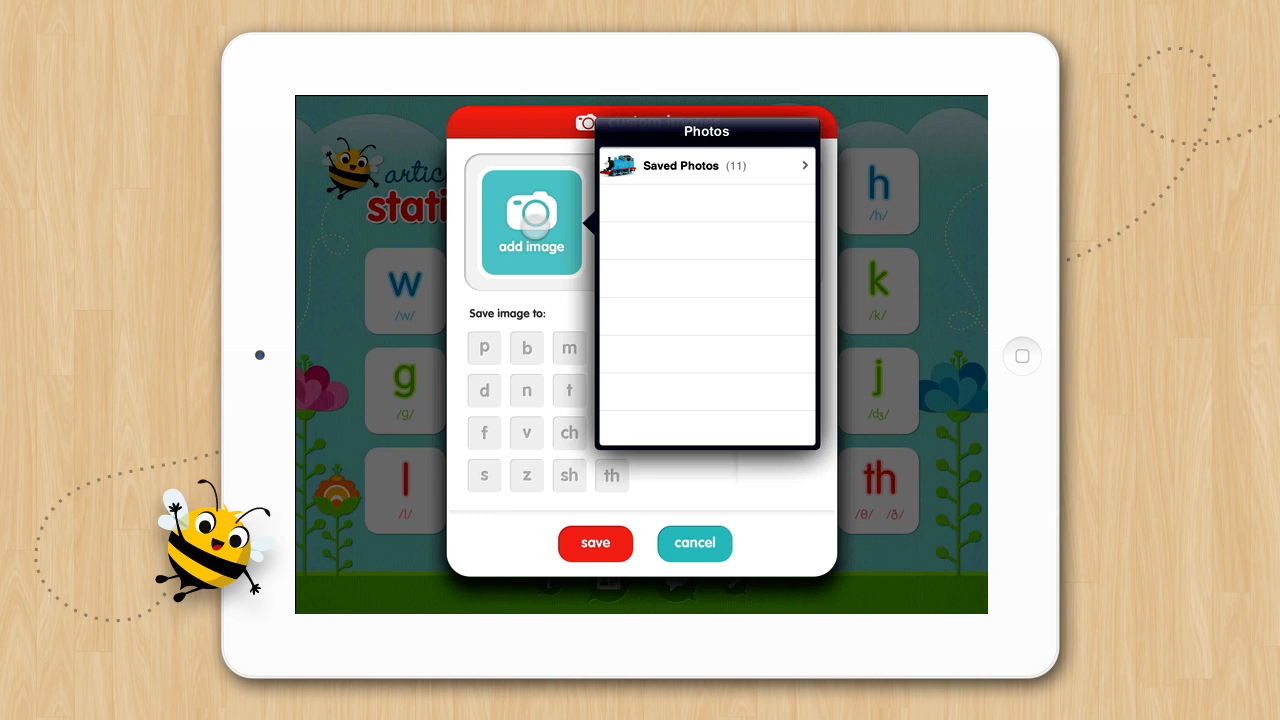 Photos
Saved Photos (11)
artic
stati
add image
h
/h/
w
/w/
k
/k/
Save image to:
p b m
d n t
f v ch
s z sh th
g
/g/
j
/dʒ/
l
/l/
th
/θ/ /ð/
save cancel